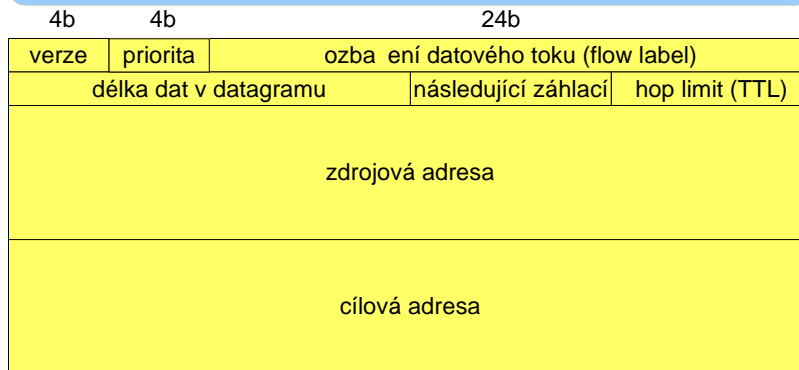 4b 4b 24b
verze priorita ozba ení datového toku (flow label)
délka dat v datagramu následující záhlací hop limit (TTL)
zdrojová adresa
cílová adresa